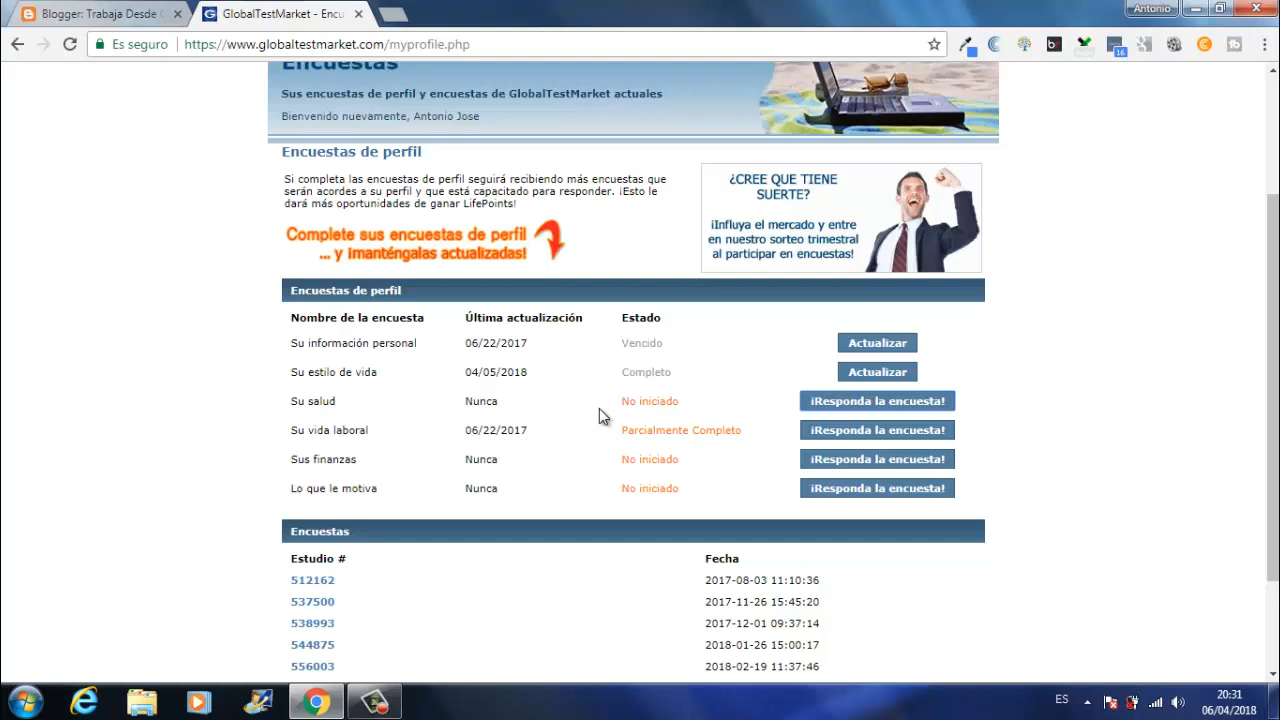 Blogger: Trabaja Desde C
GlobalTestMarket - Encu
Antonio
Es seguro
https://www.globaltestmarket.com/myprofile.php
16
Encuestas
Sus encuestas de perfil y encuestas de GlobalTestMarket actuales
Bienvenido nuevamente, Antonio Jose
Encuestas de perfil
Si completa las encuestas de perfil seguirá recibiendo más encuestas que
serán acordes a su perfil y que está capacitado para responder. ¡Esto le
dará más oportunidades de ganar LifePoints!
Complete sus encuestas de perfil
... y ¡manténgalas actualizadas!
¿CREE QUE TIENE
SUERTE?
¡Influya el mercado y entre
en nuestro sorteo trimestral
al participar en encuestas!
Encuestas de perfil
Nombre de la encuesta Última actualización Estado
Su información personal 06/22/2017 Vencido Actualizar
Su estilo de vida 04/05/2018 Completo Actualizar
Su salud Nunca No iniciado ¡Responda la encuesta!
Su vida laboral 06/22/2017 Parcialmente Completo ¡Responda la encuesta!
Sus finanzas Nunca No iniciado ¡Responda la encuesta!
Lo que le motiva Nunca No iniciado ¡Responda la encuesta!
Encuestas
Estudio # Fecha
512162 2017-08-03 11:10:36
537500 2017-11-26 15:45:20
538993 2017-12-01 09:37:14
544875 2018-01-26 15:00:17
556003 2018-02-19 11:37:46
ES
20:31
06/04/2018